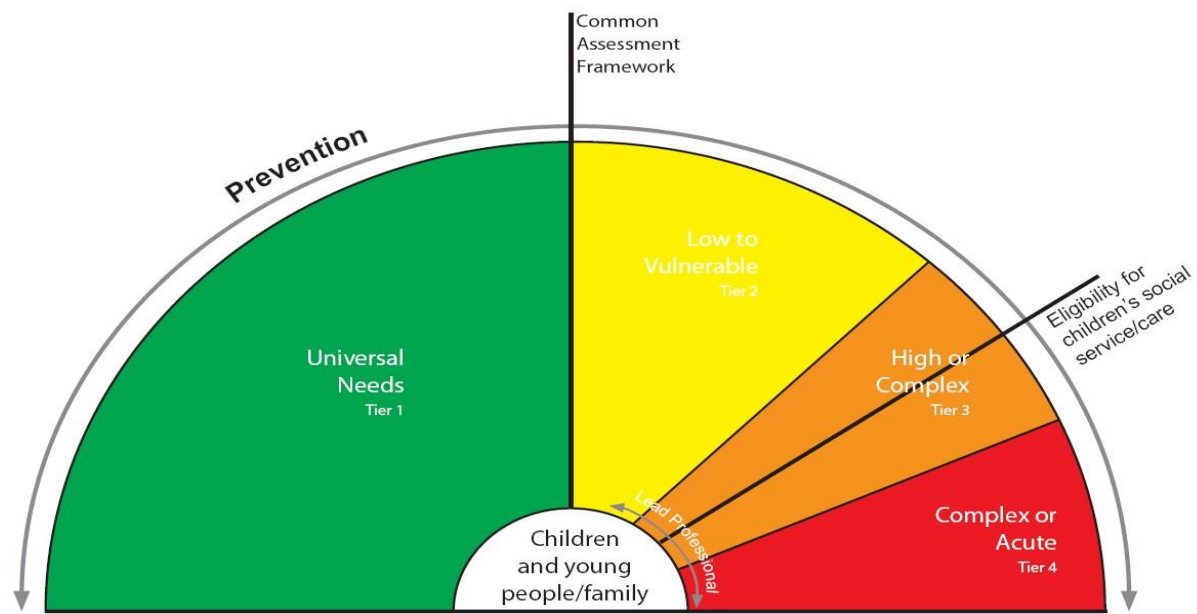 Common
Assessment
Framework
Prevention
Low to
Vulnerable
Tier 2
Eligibility for
children's social
service/care
Universal
Needs
Tier 1
High or
Complex
Tier 3
Lead Professional
Complex or
Acute
Tier 4
Children
and young
people/family